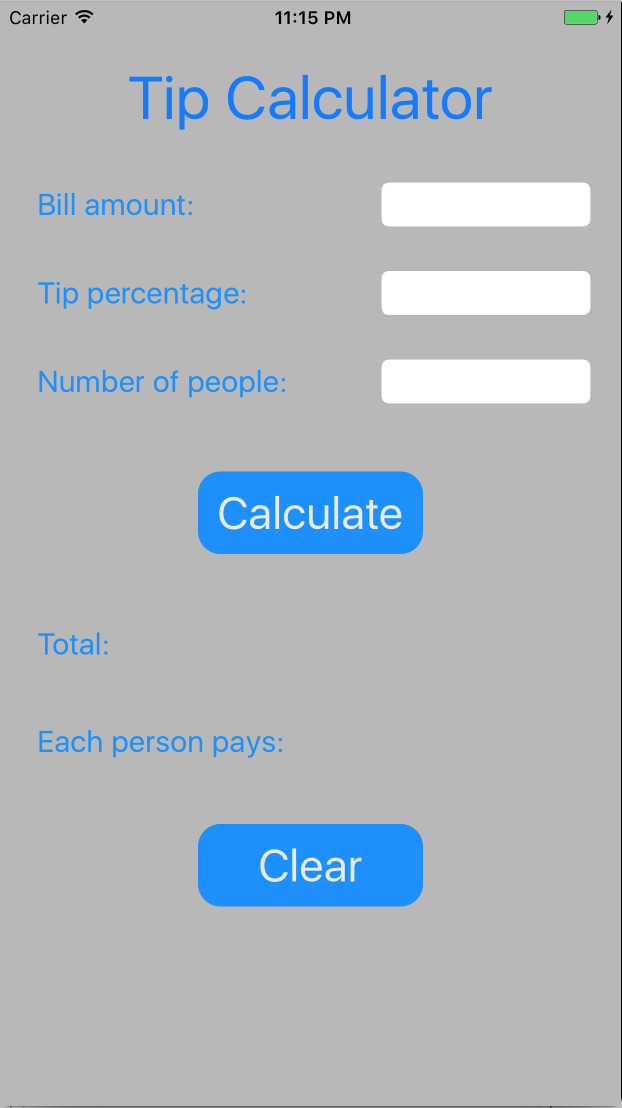 Carrier 11:15 PM
Tip Calculator
Bill amount:
Tip percentage:
Number of people:
Calculate
Total:
Each person pays:
Clear